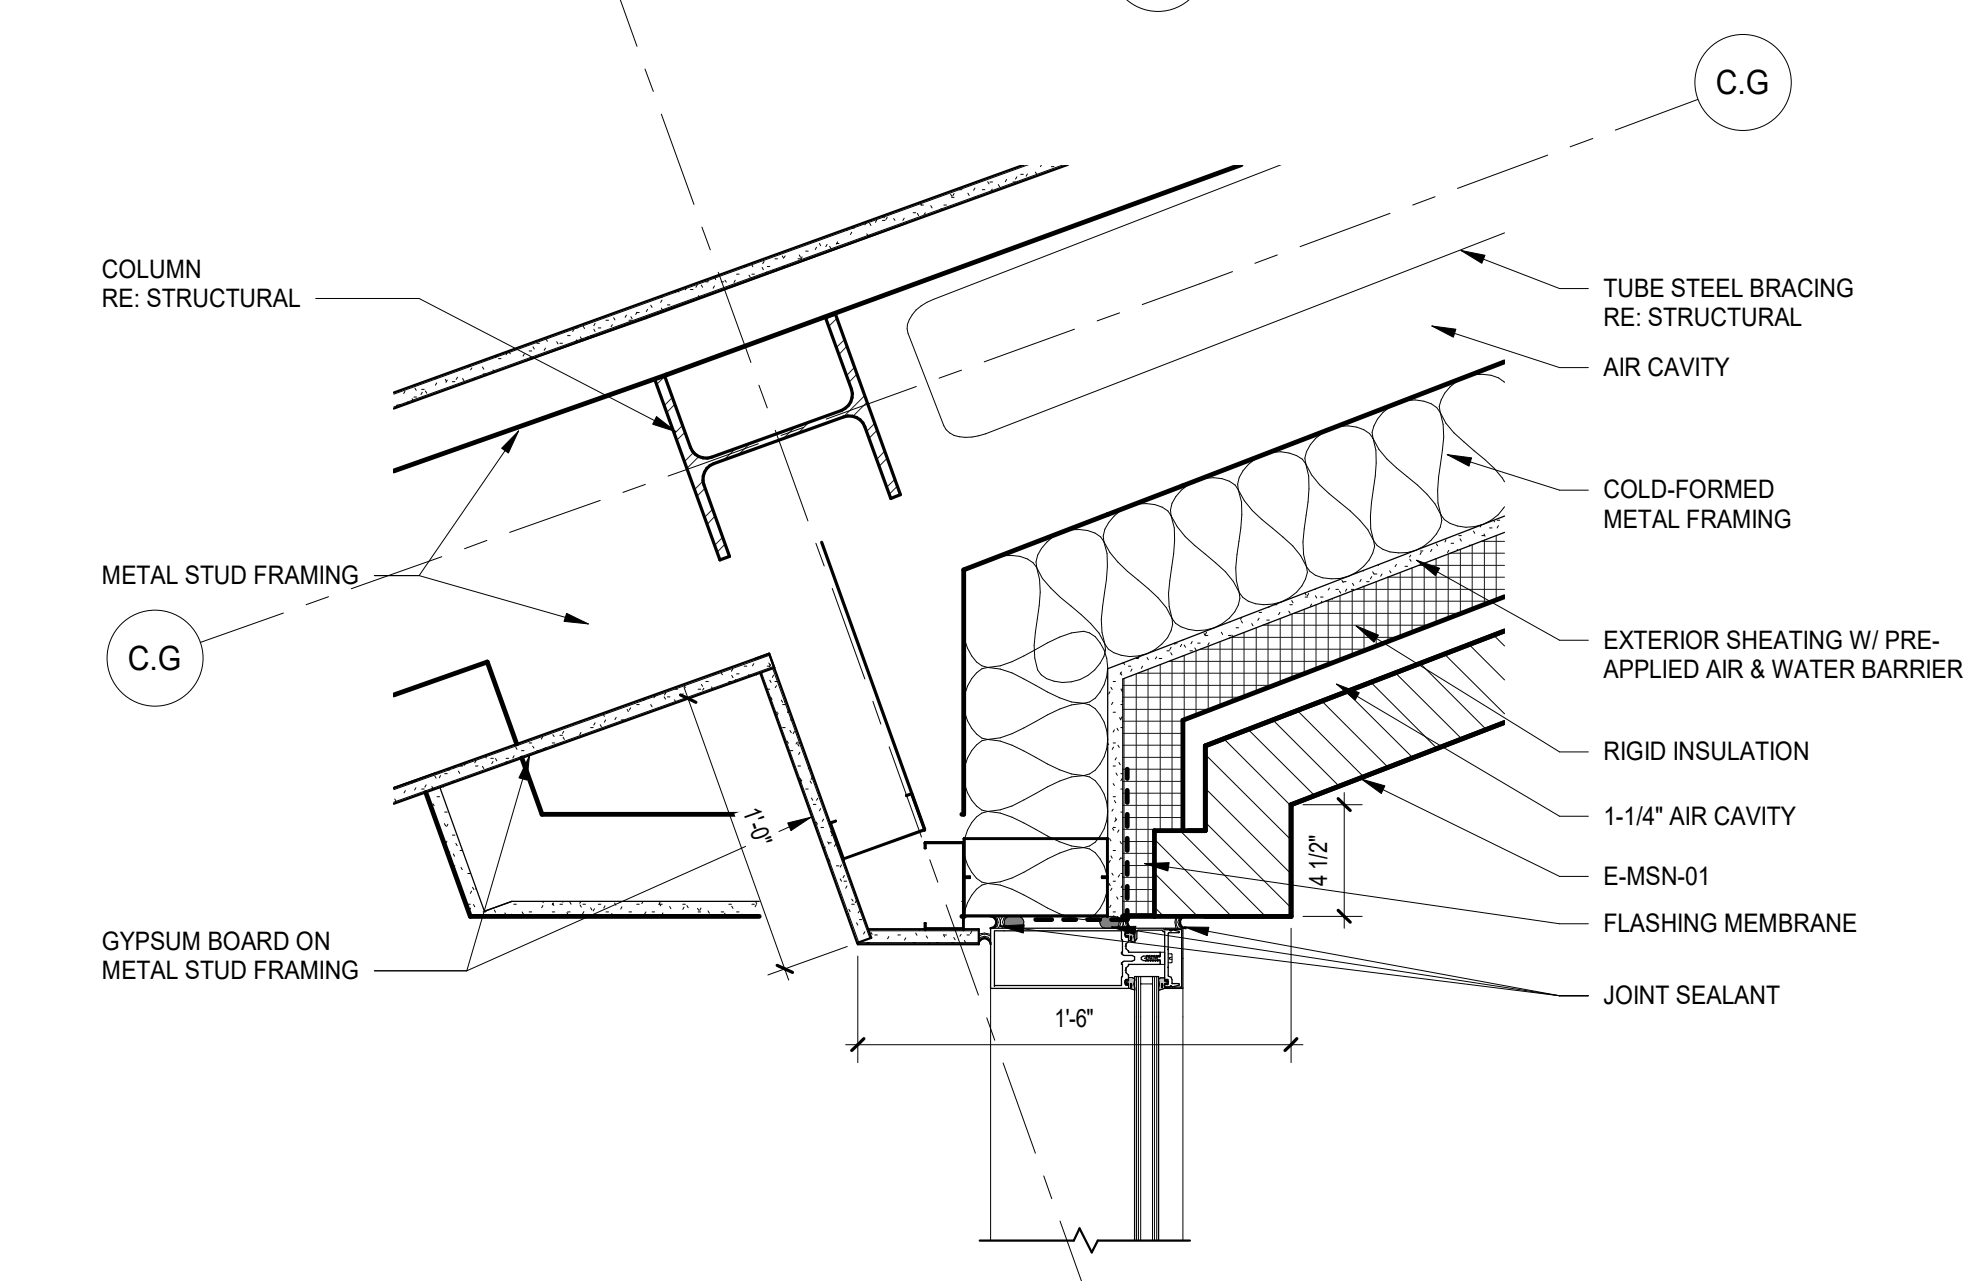 C.G
COLUMN
RE: STRUCTURAL
TUBE STEEL BRACING
RE: STRUCTURAL
AIR CAVITY
COLD-FORMED
METAL FRAMING
METAL STUD FRAMING
C.G
EXTERIOR SHEATING W/ PRE-
APPLIED AIR & WATER BARRIER
RIGID INSULATION
1'-0"
1-1/4" AIR CAVITY
4 1/2"
E-MSN-01
FLASHING MEMBRANE
GYPSUM BOARD ON
METAL STUD FRAMING
JOINT SEALANT
1'-6"